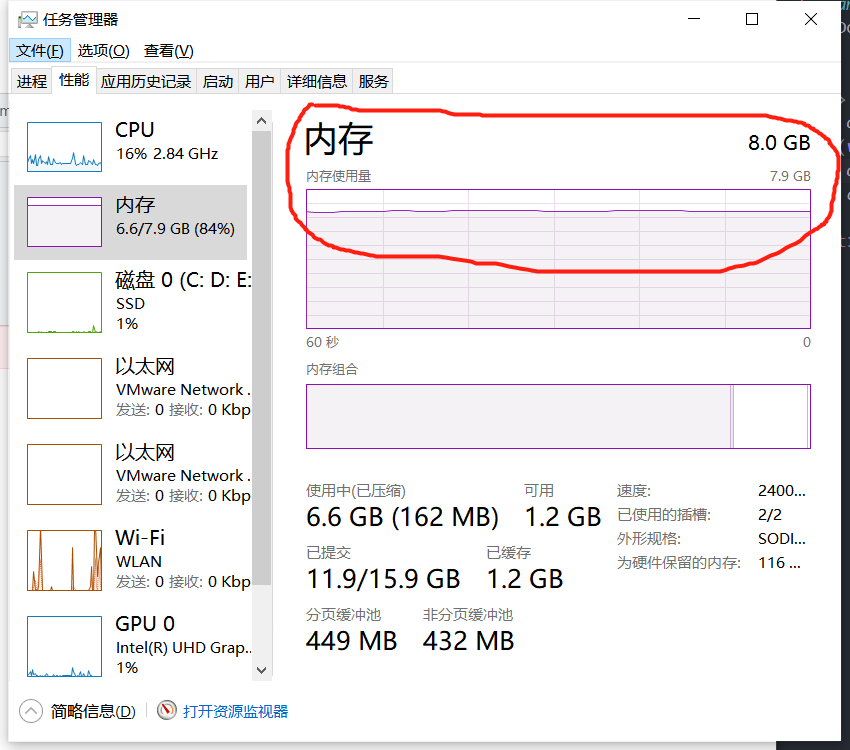 任务管理器
文件(F) 选项(O) 查看(V)
进程 性能 应用历史记录 启动 用户 详细信息 服务
CPU
16% 2.84 GHz
内存
6.6/7.9 GB (84%)
磁盘 0 (C: D: E:
SSD
1%
以太网
VMware Network .
发送: 0 接收: 0 Kbp
以太网
VMware Network .
发送: 0 接收: 0 Kbp
Wi-Fi
WLAN
发送: 0 接收: 0 Kbp
GPU 0
Intel(R) UHD Grap..
1%
内存 8.0 GB
内存使用量 7.9 GB
60 秒 0
内存组合
使用中(已压缩) 可用
6.6 GB (162 MB) 1.2 GB
已提交 已缓存
11.9/15.9 GB 1.2 GB
分页缓冲池 非分页缓冲池
449 MB 432 MB
速度: 2400...
已使用的插槽: 2/2
外形规格: SODI...
为硬件保留的内存: 116 ...
简略信息(D) 打开资源监视器